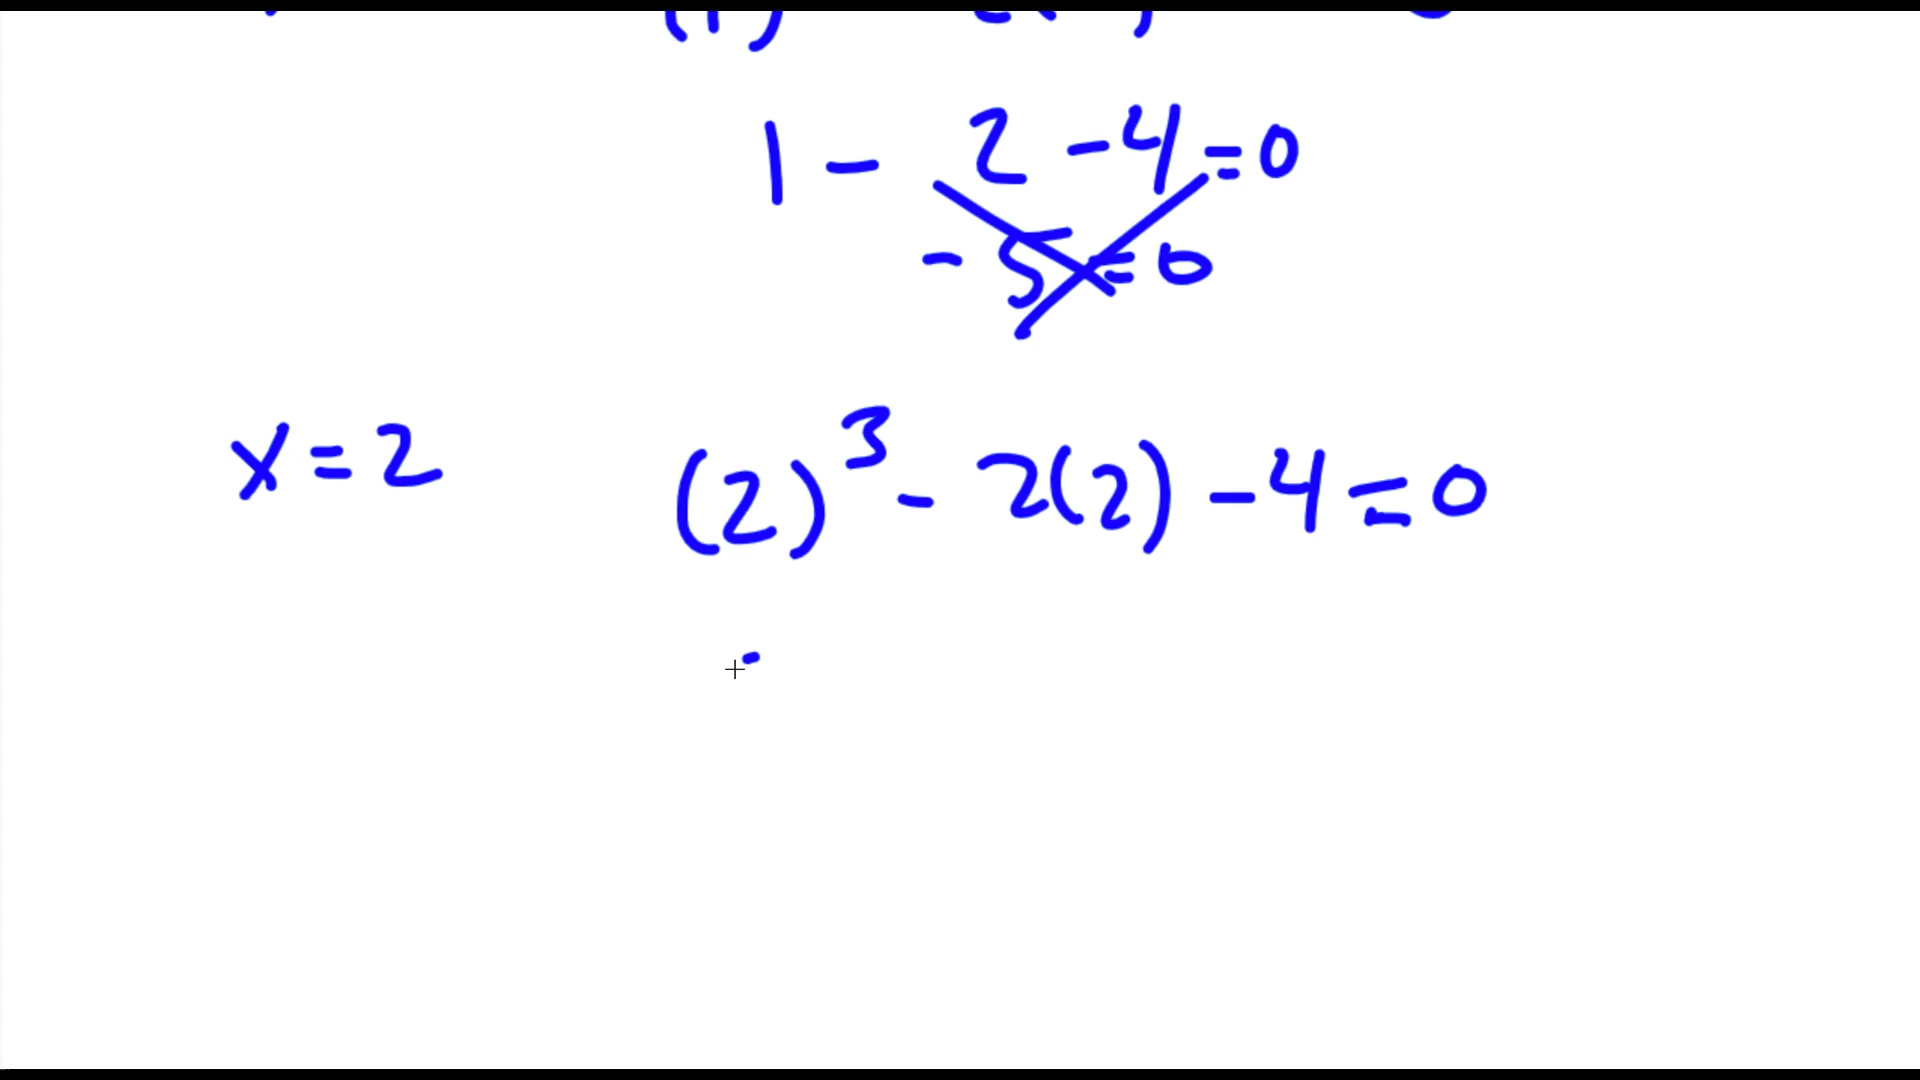 1 - 2 - 4 = 0
- 5 = 0
x = 2
(2)³ - 2(2) - 4 = 0